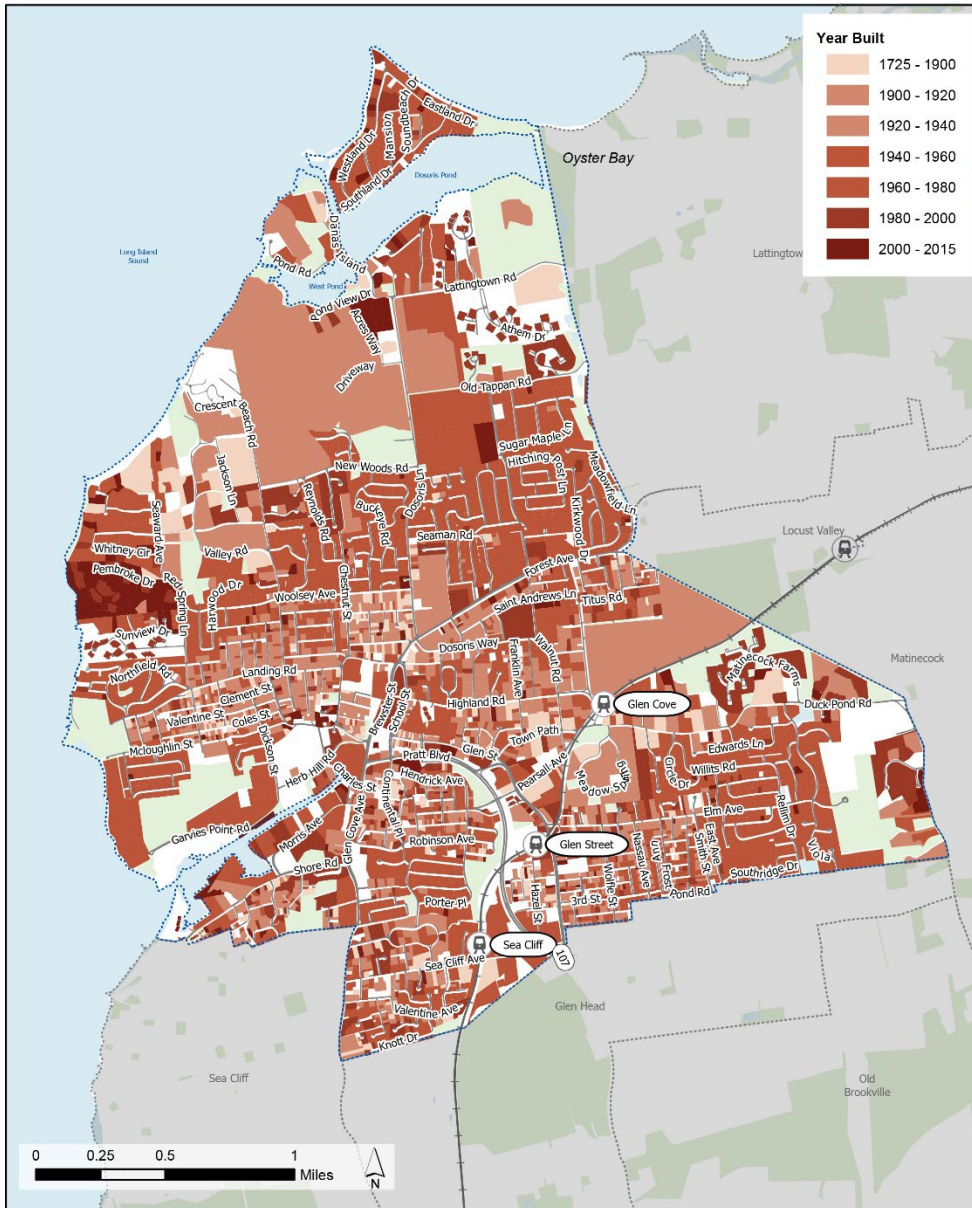 Year Built
1725 - 1900
1900 - 1920
1920 - 1940
1940 - 1960
1960 - 1980
1980 - 2000
2000 - 2015
Eastland Dr
Soundbeach Dr
Mansion
Westland Dr
Southland Dr
Oyster Bay
Dosoris Pond
Long Island
Sound
Danas Island
Pond Rd
West Pond
Lattingtow
Lattingtown Rd
Pond View Dr
Acres Way
Athem Dr
Driveway
Old Tappan Rd
Crescent
Beach Rd
Sugar Maple Ln
Jackson Ln
Hitching
Post Ln
Meadowfield Ln
New Woods Rd
Dosoris Ln
Reynolds Rd
Buckeye Rd
Kirkwood Dr
Seaward Ave
Seaman Rd
Locust Valley
Whitney Cir
Valley Rd
Forest Ave
Pembroke Dr
Red Spring Ln
Harwood Dr
Chestnut St
Woolsey Ave
Saint Andrews Ln
Titus Rd
Sunview Dr
Dosoris Way
Franklin Ave
Walnut Rd
Matinecock
Northfield Rd
Landing Rd
Matinecock Farms
Clement St
Brewster St
School St
Highland Rd
Glen Cove
Duck Pond Rd
Valentine St
Coles St
Dickson St
Town Path
Mcloughlin St
Glen St
Edwards Ln
Pratt Blvd
Herb Hill Rd
Pearsall Ave
Willits Rd
Charles St
Hendrick Ave
Meadow Spring
Circle Dr
Continental Pl
Elm Ave
Rellim Dr
Garvies Point Rd
Morris Ave
Glen Cove Ave
Robinson Ave
Glen Street
Nassau Ave
Ann
Frost
Smith St
East Ave
Viola
Shore Rd
Hazel St
Wolfe St
Southridge Dr
Pond Rd
3rd St
Porter Pl
Sea Cliff
107
Sea Cliff Ave
Valentine Ave
Glen Head
Knott Dr
Sea Cliff
Old
Brookville
0 0.25 0.5 1
Miles
N